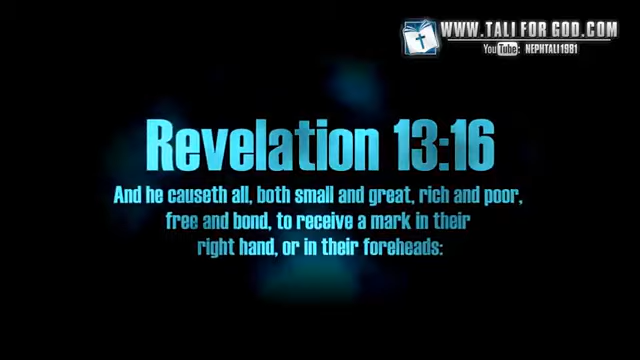 WWW.TALI FOR GOD.COM
YouTube: NEPHTALI1981
Revelation 13:16
And he causeth all, both small and great, rich and poor,
free and bond, to receive a mark in their
right hand, or in their foreheads: